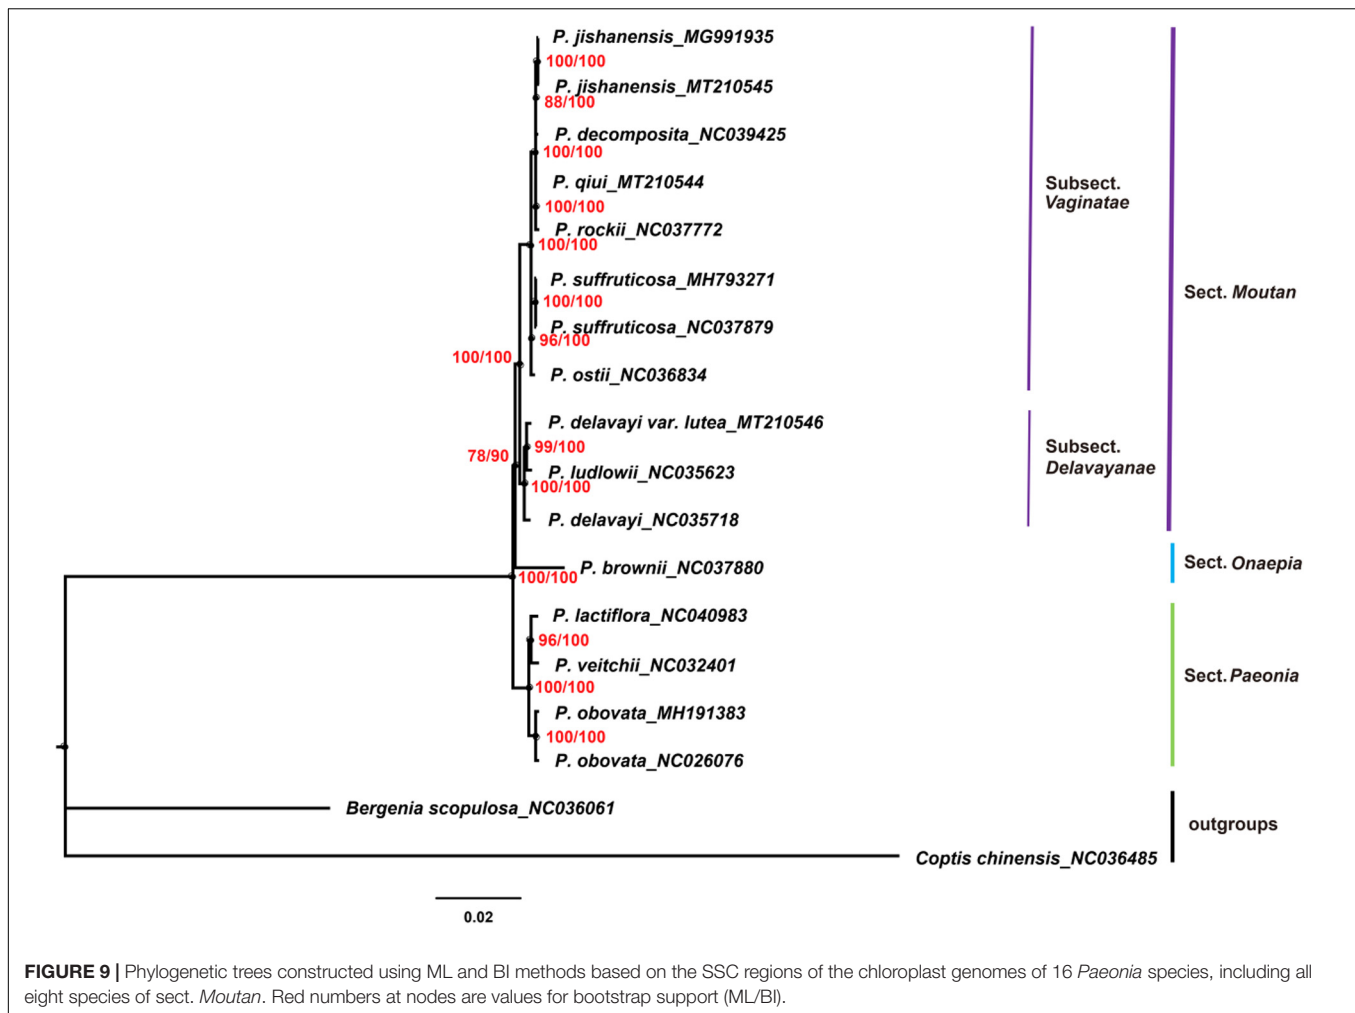 P. jishanensis_MG991935
100/100
P. jishanensis_MT210545
88/100
P. decomposita_NC039425
100/100
P. qiui_MT210544
100/100
P. rockii_NC037772
100/100
P. suffruticosa_MH793271
100/100
P. suffruticosa_NC037879
96/100
100/100
P. ostii_NC036834
P. delavayi var. lutea_MT210546
99/100
78/90
P. ludlowii_NC035623
100/100
P. delavayi_NC035718
P. brownii_NC037880
100/100
P. lactiflora_NC040983
96/100
P. veitchii_NC032401
100/100
P. obovata_MH191383
100/100
P. obovata_NC026076
Bergenia scopulosa_NC036061
Coptis chinensis_NC036485
Subsect.
Vaginatae
Subsect.
Delavayanae
Sect. Moutan
Sect. Onaepia
Sect. Paeonia
outgroups
0.02
FIGURE 9 | Phylogenetic trees constructed using ML and BI methods based on the SSC regions of the chloroplast genomes of 16 Paeonia species, including all
eight species of sect. Moutan. Red numbers at nodes are values for bootstrap support (ML/BI).